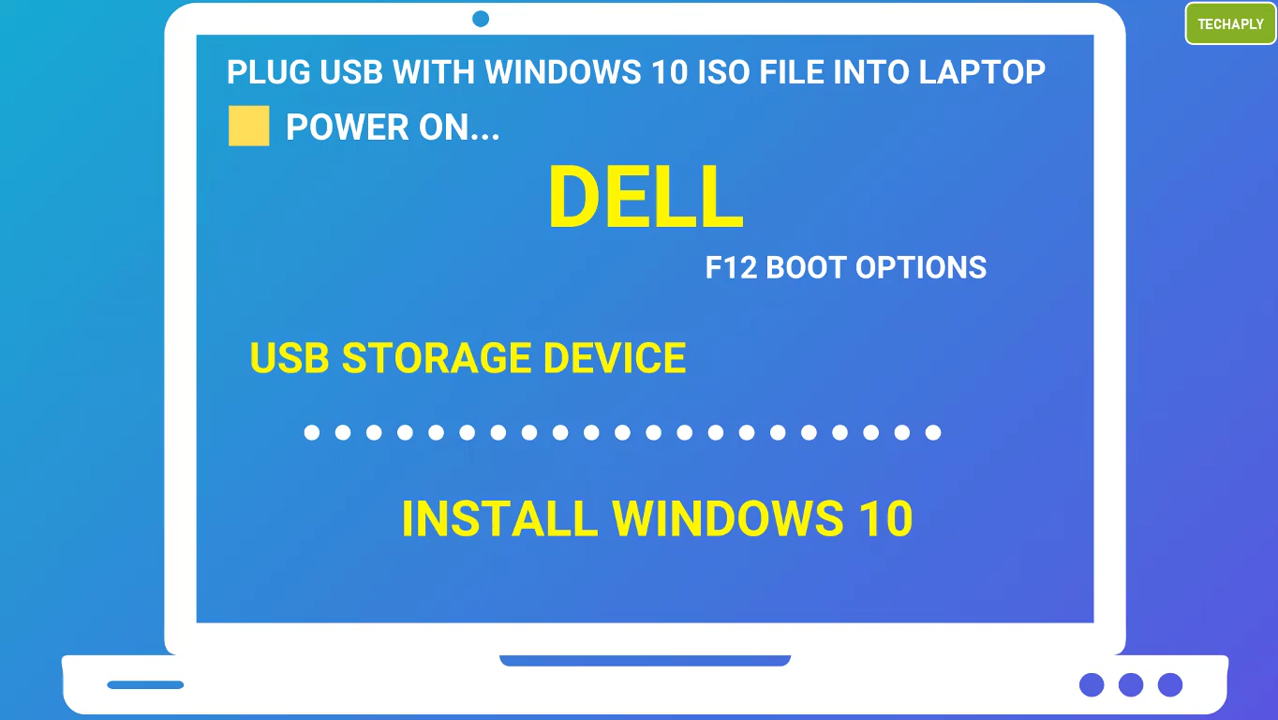 TECHAPLY
PLUG USB WITH WINDOWS 10 ISO FILE INTO LAPTOP
POWER ON...
DELL
F12 BOOT OPTIONS
USB STORAGE DEVICE
INSTALL WINDOWS 10